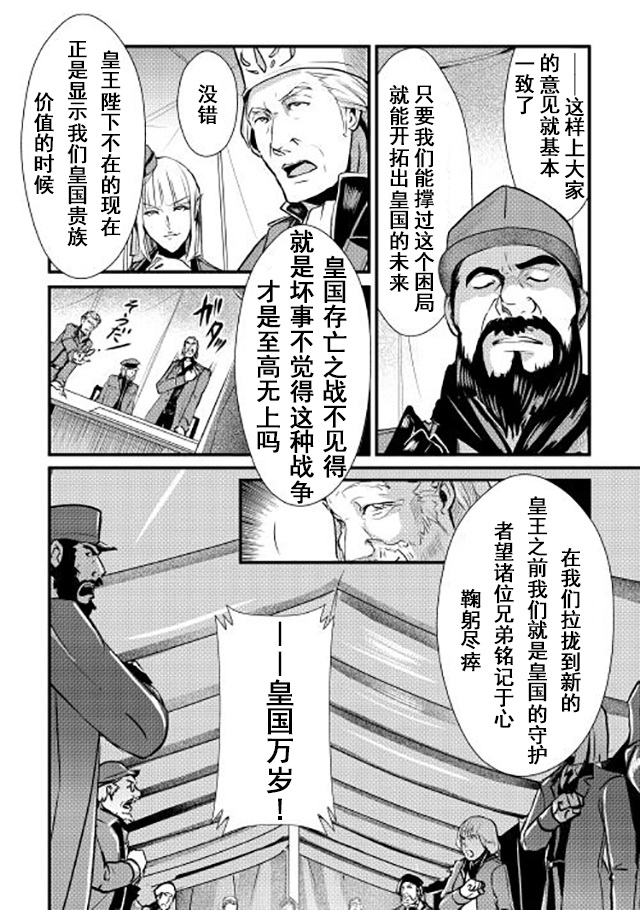 ——这样上大家
的意见就基本
一致了
只要我们能撑过这个困局
就能开拓出皇国的未来
没错
皇王陛下不在的现在
正是显示我们皇国贵族
价值的时候
皇国存亡之战不见得
就是坏事不觉得这种战争
才是至高无上吗
ガタッ
在我们拉拢到新的
皇王之前我们就是皇国的守护
者望诸位兄弟铭记于心
鞠躬尽瘁
——皇国万岁！